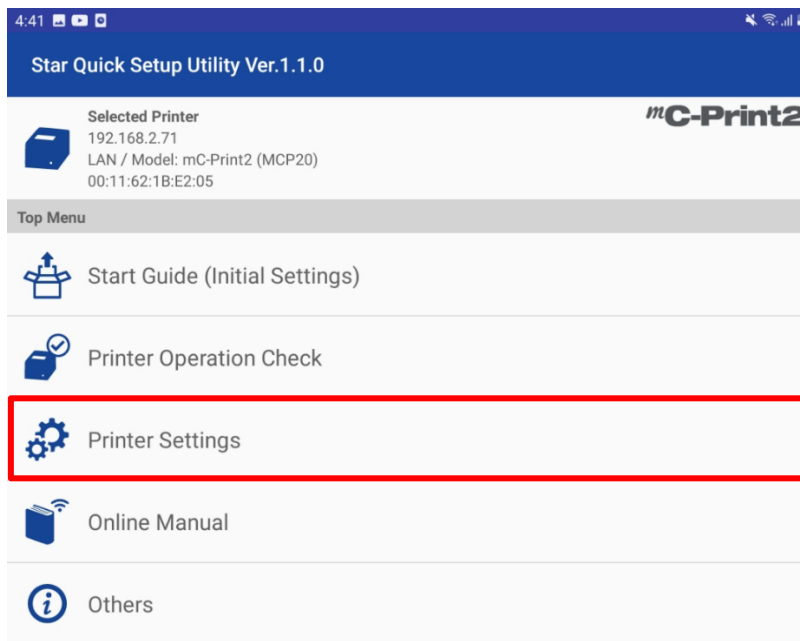 4:41
Star Quick Setup Utility Ver.1.1.0
Selected Printer
192.168.2.71
LAN / Model: mC-Print2 (MCP20)
00:11:62:1B:E2:05
mC-Print2
Top Menu
Start Guide (Initial Settings)
Printer Operation Check
Printer Settings
Online Manual
Others